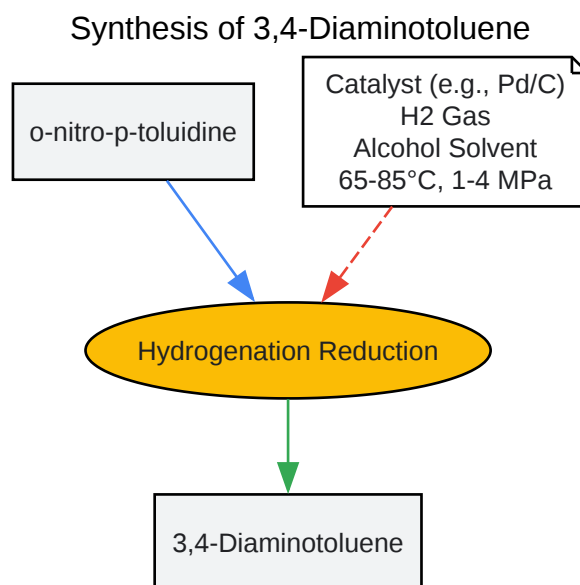 Synthesis of 3,4-Diaminotoluene
o-nitro-p-toluidine
Catalyst (e.g., Pd/C)
H2 Gas
Alcohol Solvent
65-85°C, 1-4 MPa
Hydrogenation Reduction
3,4-Diaminotoluene